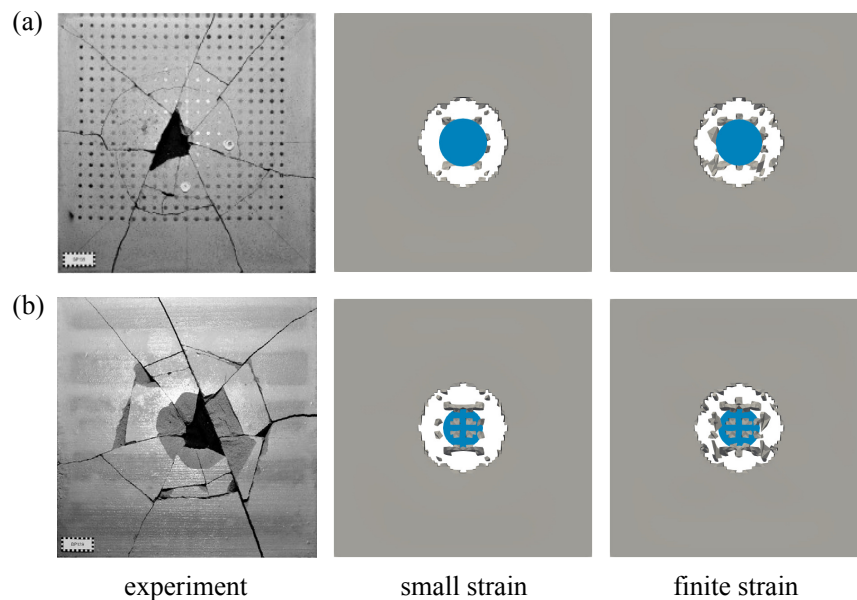 (a)
(b)
experiment
small strain
finite strain